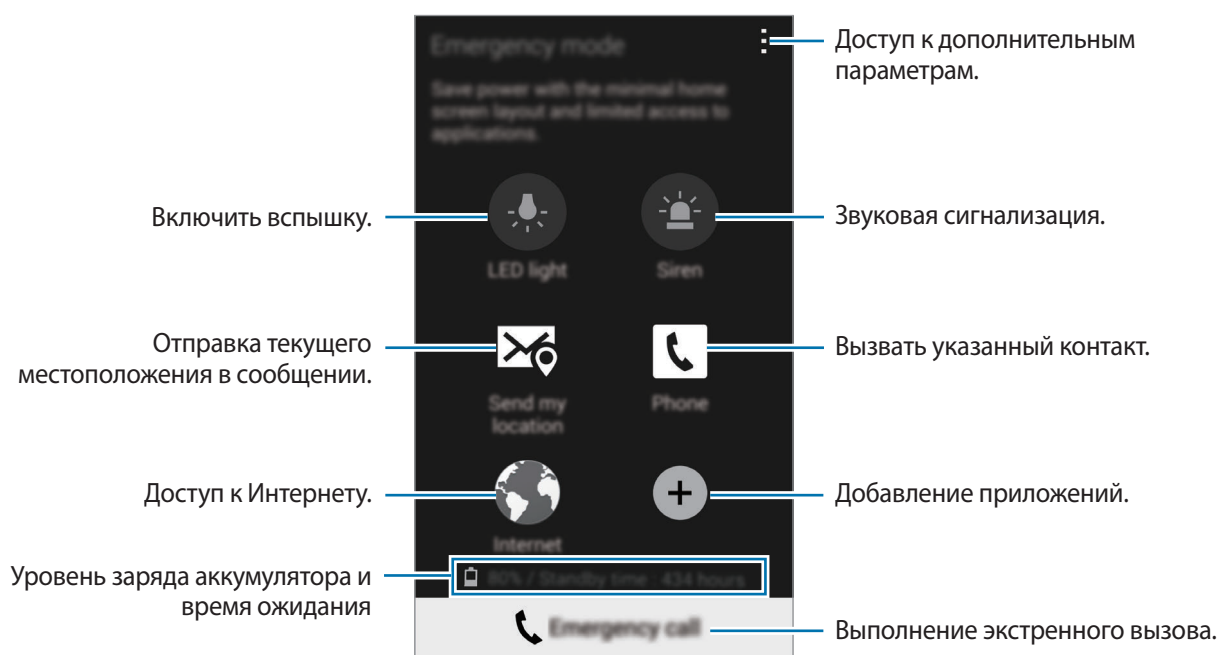 Emergency mode
Доступ к дополнительным
параметрам.
Save power with the minimal home
screen layout and limited access to
applications.
Включить вспышку.
Звуковая сигнализация.
LED light
Siren
Отправка текущего
местоположения в сообщении.
Вызвать указанный контакт.
Send my
location
Phone
Доступ к Интернету.
Добавление приложений.
Internet
Уровень заряда аккумулятора и
время ожидания
80% / Standby time : 434 hours
Emergency call
Выполнение экстренного вызова.